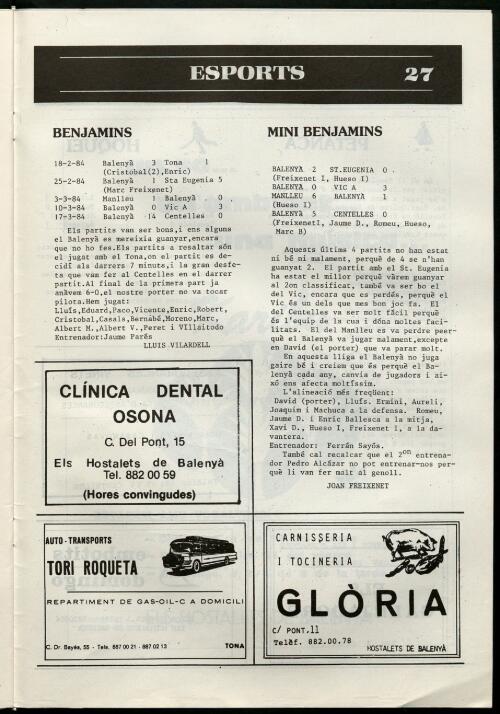 ESPORTS 27
BENJAMINS
18-2-84 Balenyà 3 Tona 1
(Cristobal(2),Enric)
25-2-84 Balenyà 1 Sta Eugenia 5
(Marc Freixenet)
3-3-84 Manlleu 1 Balenyà 0
10-3-84 Balenyà 0 Vic A 3
17-3-84 Balenyà -14 Centelles 0
Els partits van ser bons,i ens alguns
el Balenyà es mereixia guanyar,encara
que no ho fes.Els partits a resaltar són
el jugat amb el Tona,on el partit es de-
cidí als darrers 7 minuts,i la gran desfe-
ta que vam fer al Centelles en el darrer
partit.Al final de la primera part ja
anàvem 6-0,el nostre porter no va tocar
pilota.Hem jugat:
Lluís,Eduard,Paco,Vicente,Enric,Robert,
Cristobal,Casals,Bernabé,Moreno,Marc,
Albert M.,Albert V.,Peret i Vilaitodo
Entrenador:Jaume Parés
LLUIS VILARDELL
MINI BENJAMINS
BALENYÀ 2 ST.EUGENIA 0 .
(Freixenet I, Hueso I)
BALENYÀ 0 VIC A 3
MANLLEU 6 BALENYÀ 1
(Hueso I)
BALENYÀ 5 CENTELLES 0
(FreixenetI, Jaume D., Romeu, Hueso,
Marc B)
Aquests última 4 partits no han estat
ni bé ni malament, perquè de 4 se n'han
guanyat 2. El partit amb el St. Eugenia
ha estat el millor perquè vàrem guanyar
al 2on classificat, també va ser bo el
del Vic, encara que es perdés, perquè el
Vic és un dels que mes bon joc fa. El
del Centelles va ser molt fàcil perquè
és l'equip de la cua i dóna moltes faci-
litats. El del Manlleu es va perdre peer-
què el Balenyà va jugar malament,excepte
en David (el porter) que va parar molt.
En aquesta lliga el Balenyà no juga
gaire bé i creiem que és perquè el Ba-
lenyà cada any, canvia de jugadors i ai-
xó ens afecta moltíssim.
L'alineació més freqüent:
David (porter), Lluís. Ermini, Aureli,
Joaquim i Machuca a la defensa. Romeu,
Jaume D. i Enric Ballesca a la mitja,
Xavi D., Hueso I, Freixenet I, a la da-
vantera.
Entrenador: Ferrán Sayós.
També cal recalcar que el 2on entrena-
dor Pedro Alcázar no pot entrenar-nos per-
què li van fer malt al genoll.
JOAN FREIXENET
CLÍNICA DENTAL
OSONA
C. Del Pont, 15
Els Hostalets de Balenyà
Tel. 882 00 59
(Hores convingudes)
AUTO-TRANSPORTS
TORI ROQUETA
REPARTIMENT DE GAS-OIL-C A DOMICILI
C. Dr. Bayés, 55 - Tels. 887 00 21 - 887 02 13 TONA
CARNISSERIA
I TOCINERIA
GLÒRIA
C/ PONT.11
Telèf. 882.00.78
HOSTALETS DE BALENYÀ